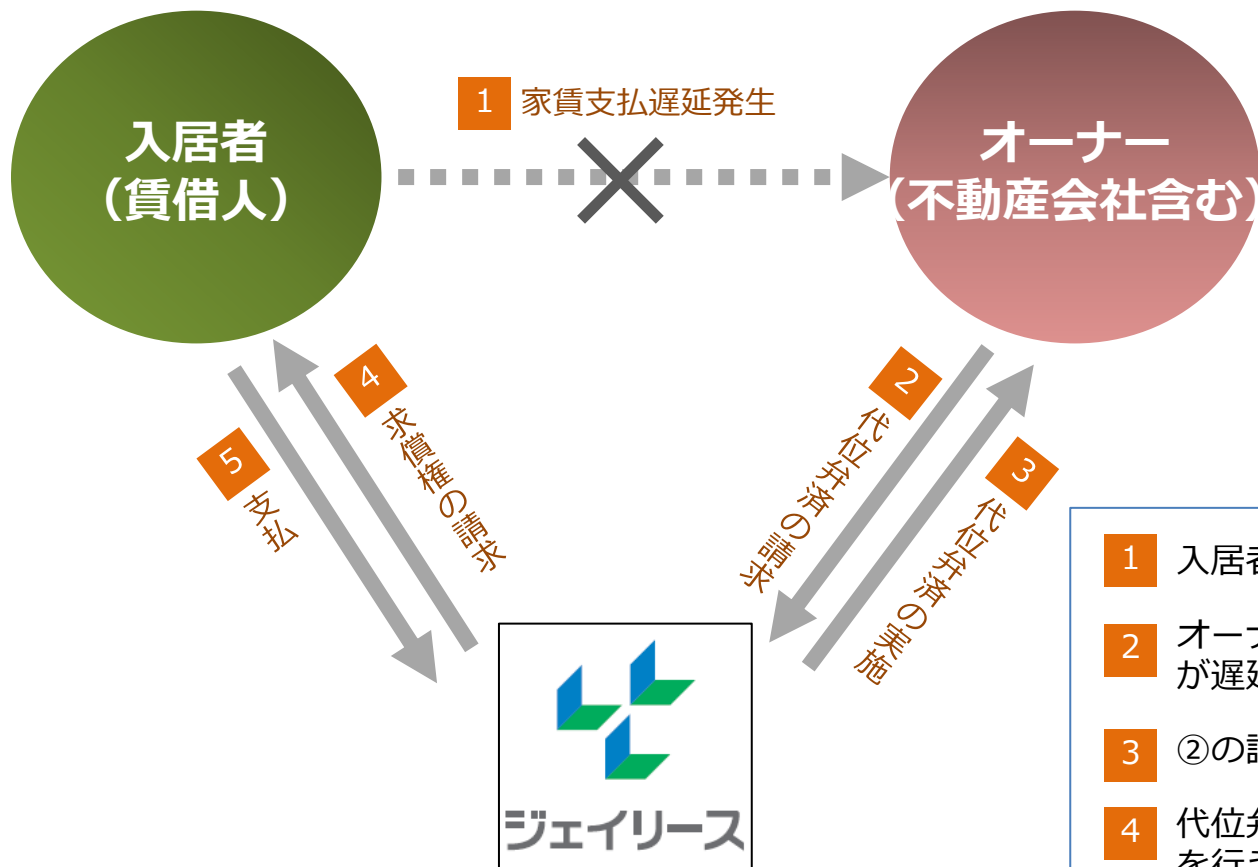 1 家賃支払遅延発生
入居者
（賃借人）
オーナー
（不動産会社含む）
4 求償権の請求
5 支払
2 代位弁済の請求
3 代位弁済の実施
ジェイリース
1 入居
2 オー
が遅
3 ②の
4 代位
を行